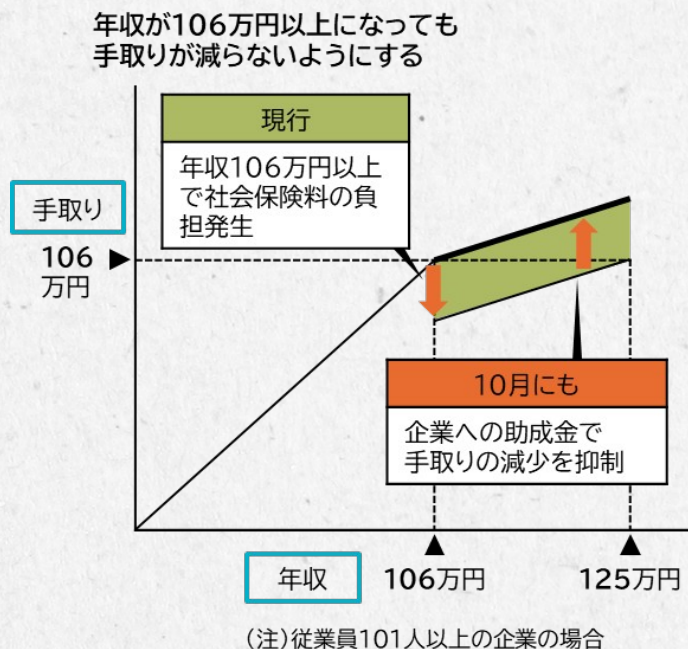 年収が106万円以上になっても
手取りが減らないようにする
現行
年収106万円以上
で社会保険料の負
担発生
手取り
106
万円
10月にも
企業への助成金で
手取りの減少を抑制
年収
106万円
125万円
(注)従業員101人以上の企業の場合